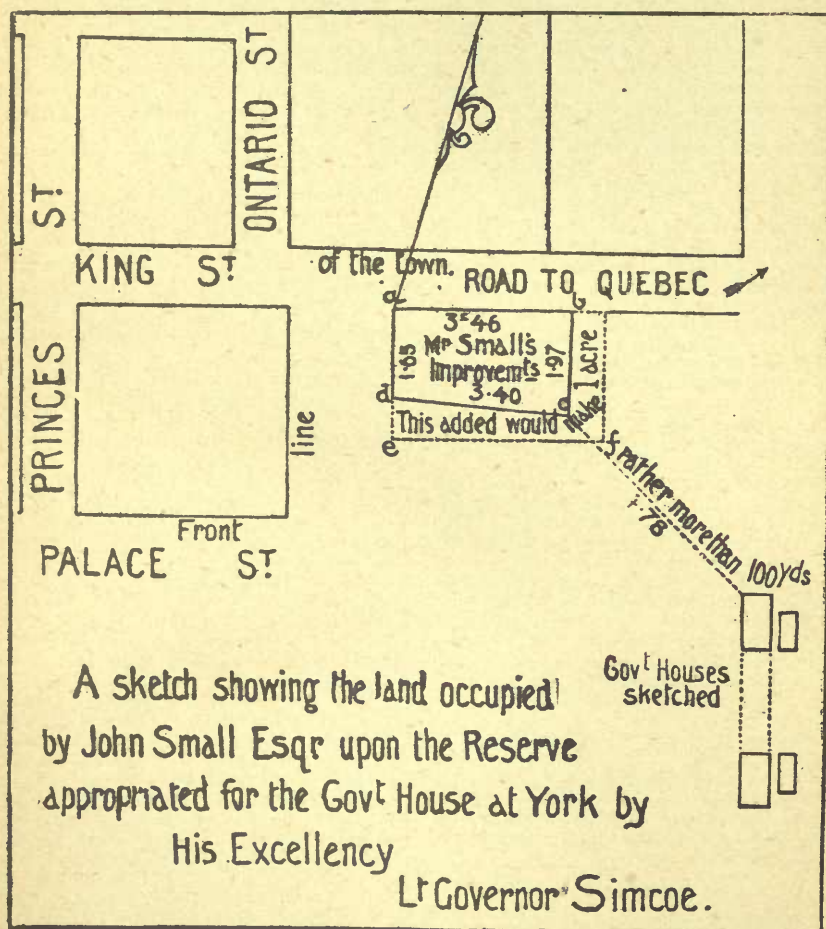 ST.
ONTARIO ST
KING ST.
of the town.
ROAD TO QUEBEC
a
b
3·46
Mr Small's
Improvemts
3·40
1·65
1·97
1 acre
make
d
c
This added would
e
f rather more than 100 yds
1·78
PRINCES
line
Front
PALACE ST.
Govt Houses
sketched
A sketch showing the land occupied
by John Small Esqr upon the Reserve
appropriated for the Govt House at York by
His Excellency
Lt Governor Simcoe.